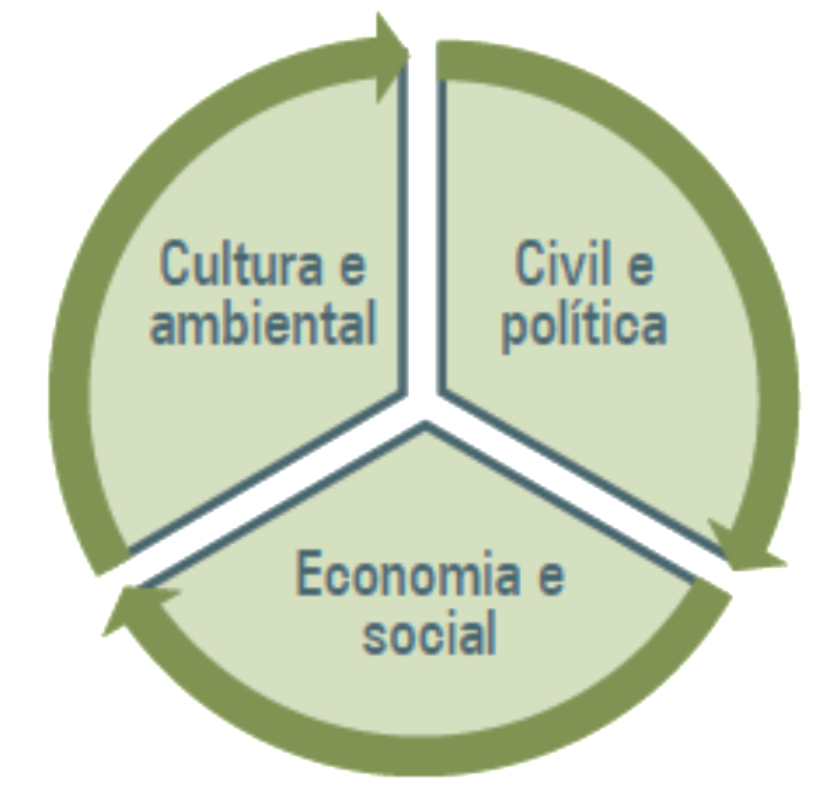 Cultura e
ambiental
Civil e
política
Economia e
social